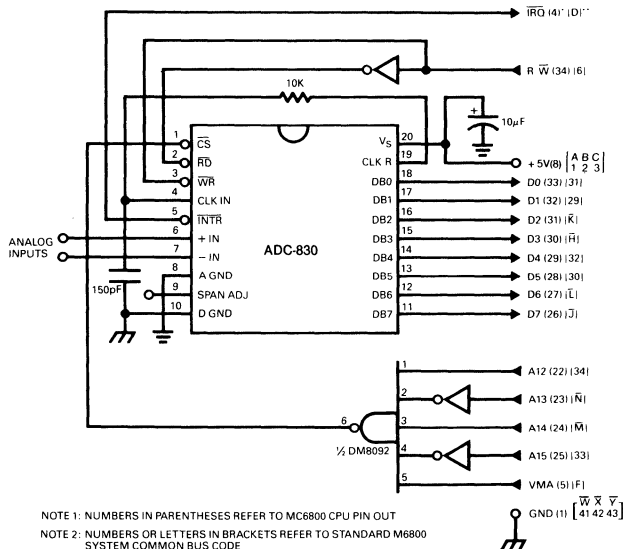 I̅R̅Q̅ (4)* |D|**
R W̅ (34) |6|
10K
+
10µF
1 C̅S̅
2 R̅D̅
3 W̅R̅
4 CLK IN
5 I̅N̅T̅R̅
6 + IN
7 − IN
8 A GND
9 SPAN ADJ
10 D GND
ADC-830
ANALOG
INPUTS
150pF
VS 20
CLK R 19
DB0 18
DB1 17
DB2 16
DB3 15
DB4 14
DB5 13
DB6 12
DB7 11
+ 5V(8) [A B C
1 2 3]
D0 (33) |31|
D1 (32) |29|
D2 (31) |K̅|
D3 (30) |H̅|
D4 (29) |32|
D5 (28) |30|
D6 (27) |L̅|
D7 (26) |J̅|
1 A12 (22) |34|
2 A13 (23) |N̅|
3 A14 (24) |M̅|
4 A15 (25) |33|
5 VMA (5) |F|
6
½ DM8092
GND (1) [W̅ X̅ Y̅
41 42 43]
NOTE 1: NUMBERS IN PARENTHESES REFER TO MC6800 CPU PIN OUT
NOTE 2: NUMBERS OR LETTERS IN BRACKETS REFER TO STANDARD M6800
SYSTEM COMMON BUS CODE